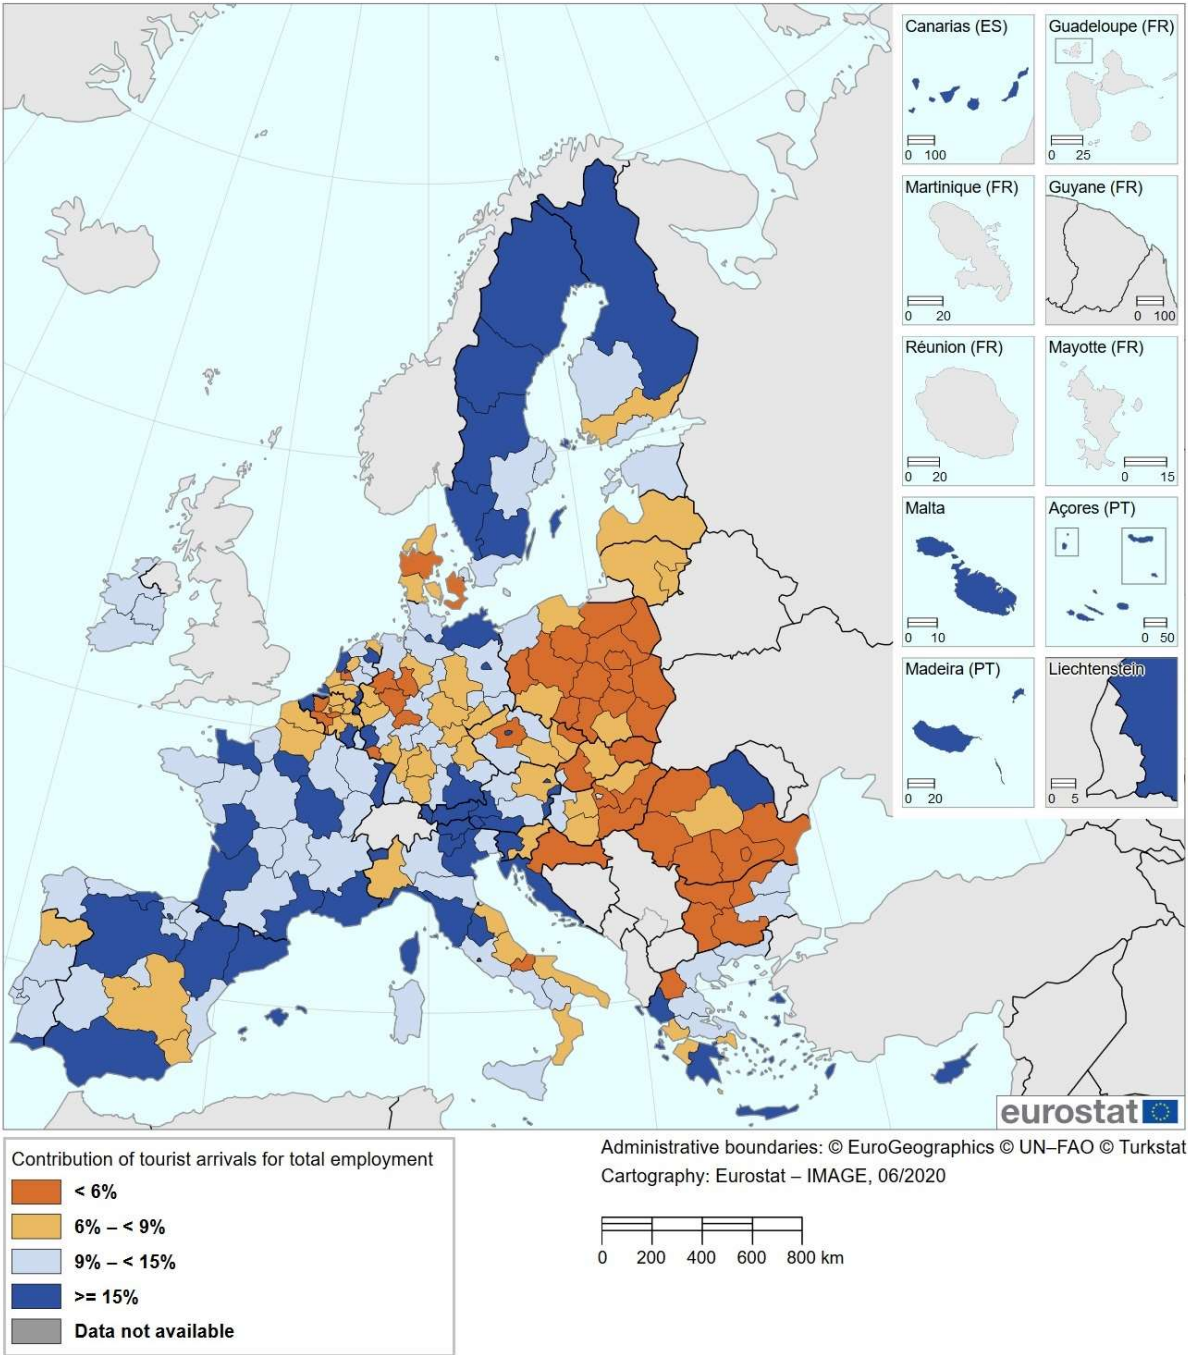 Canarias (ES)
0 100
Guadeloupe (FR)
0 25
Martinique (FR)
0 20
Guyane (FR)
0 100
Réunion (FR)
0 20
Mayotte (FR)
0 15
Malta
0 10
Açores (PT)
0 50
Madeira (PT)
0 20
Liechtenstein
0 5
eurostat
Administrative boundaries: © EuroGeographics © UN–FAO © Turkstat
Cartography: Eurostat – IMAGE, 06/2020
0 200 400 600 800 km
Contribution of tourist arrivals for total employment
< 6%
6% – < 9%
9% – < 15%
>= 15%
Data not available